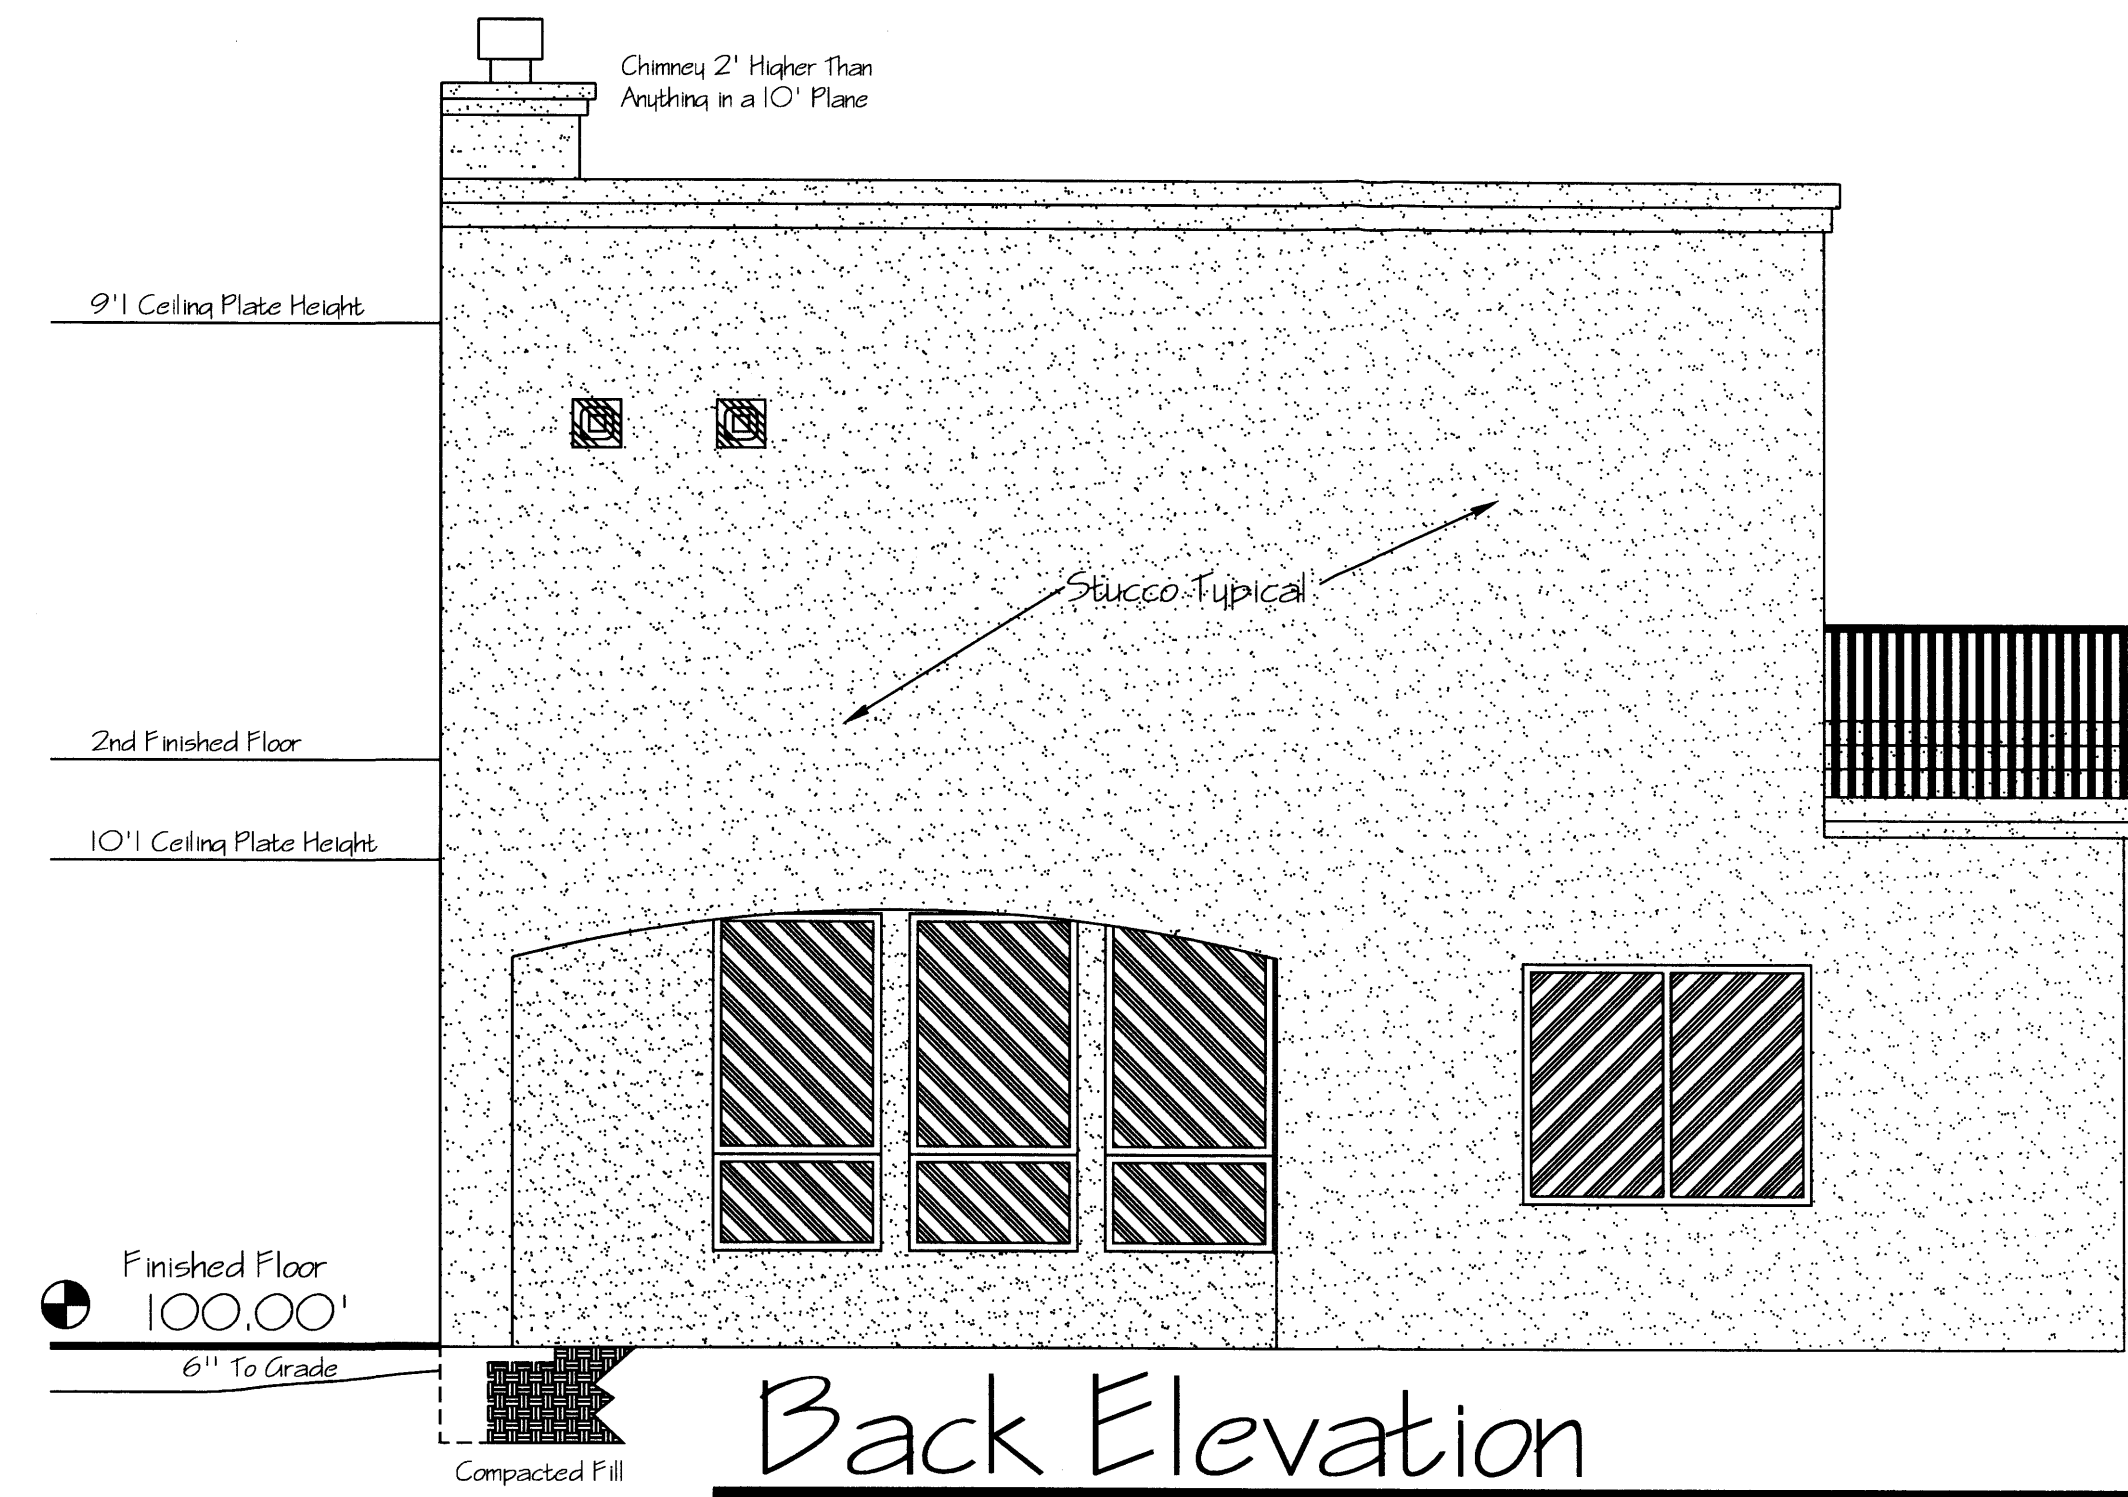 Chimney 2' Higher Than
Anything in a 10' Plane
9'1 Ceiling Plate Height
Stucco Typical
2nd Finished Floor
10'1 Ceiling Plate Height
Finished Floor
100.00'
6" To Grade
Compacted Fill
Back Elevation